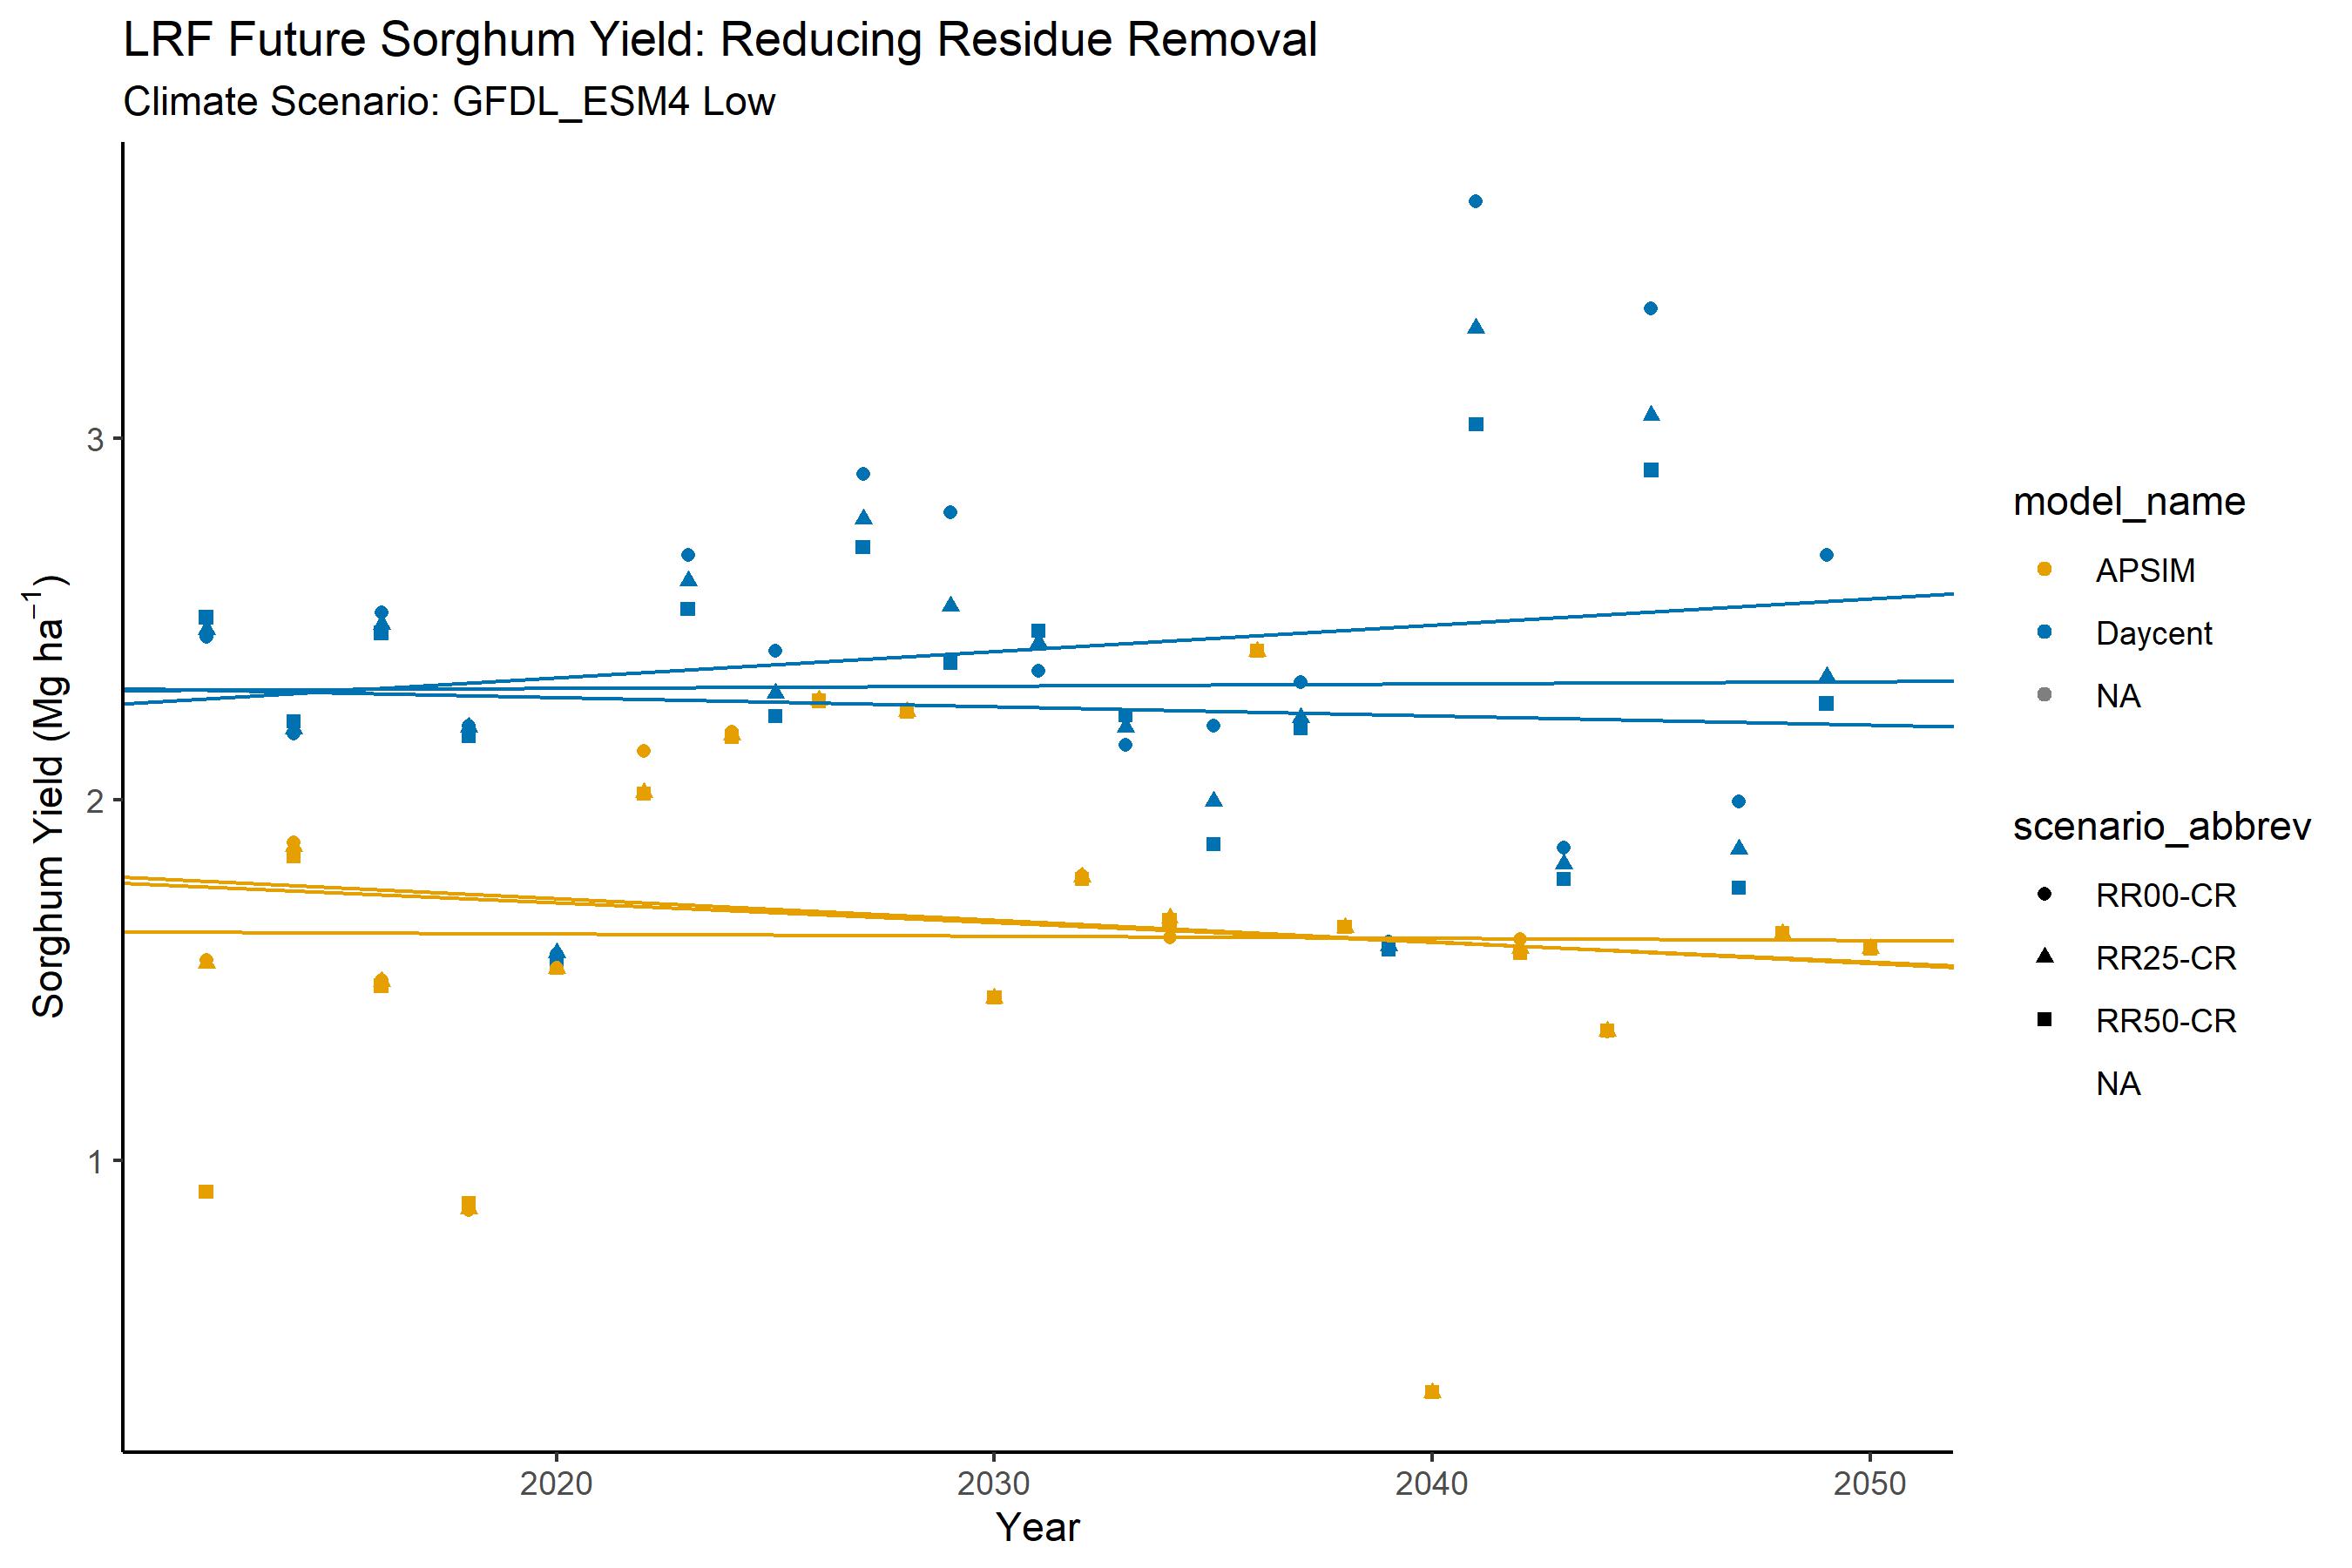 LRF Future Sorghum Yield: Reducing Residue Removal
Climate Scenario: GFDL_ESM4 Low
Sorghum Yield (Mg ha⁻¹)
3
2
1
2020
2030
2040
2050
Year
model_name
APSIM
Daycent
NA
scenario_abbrev
RR00-CR
RR25-CR
RR50-CR
NA